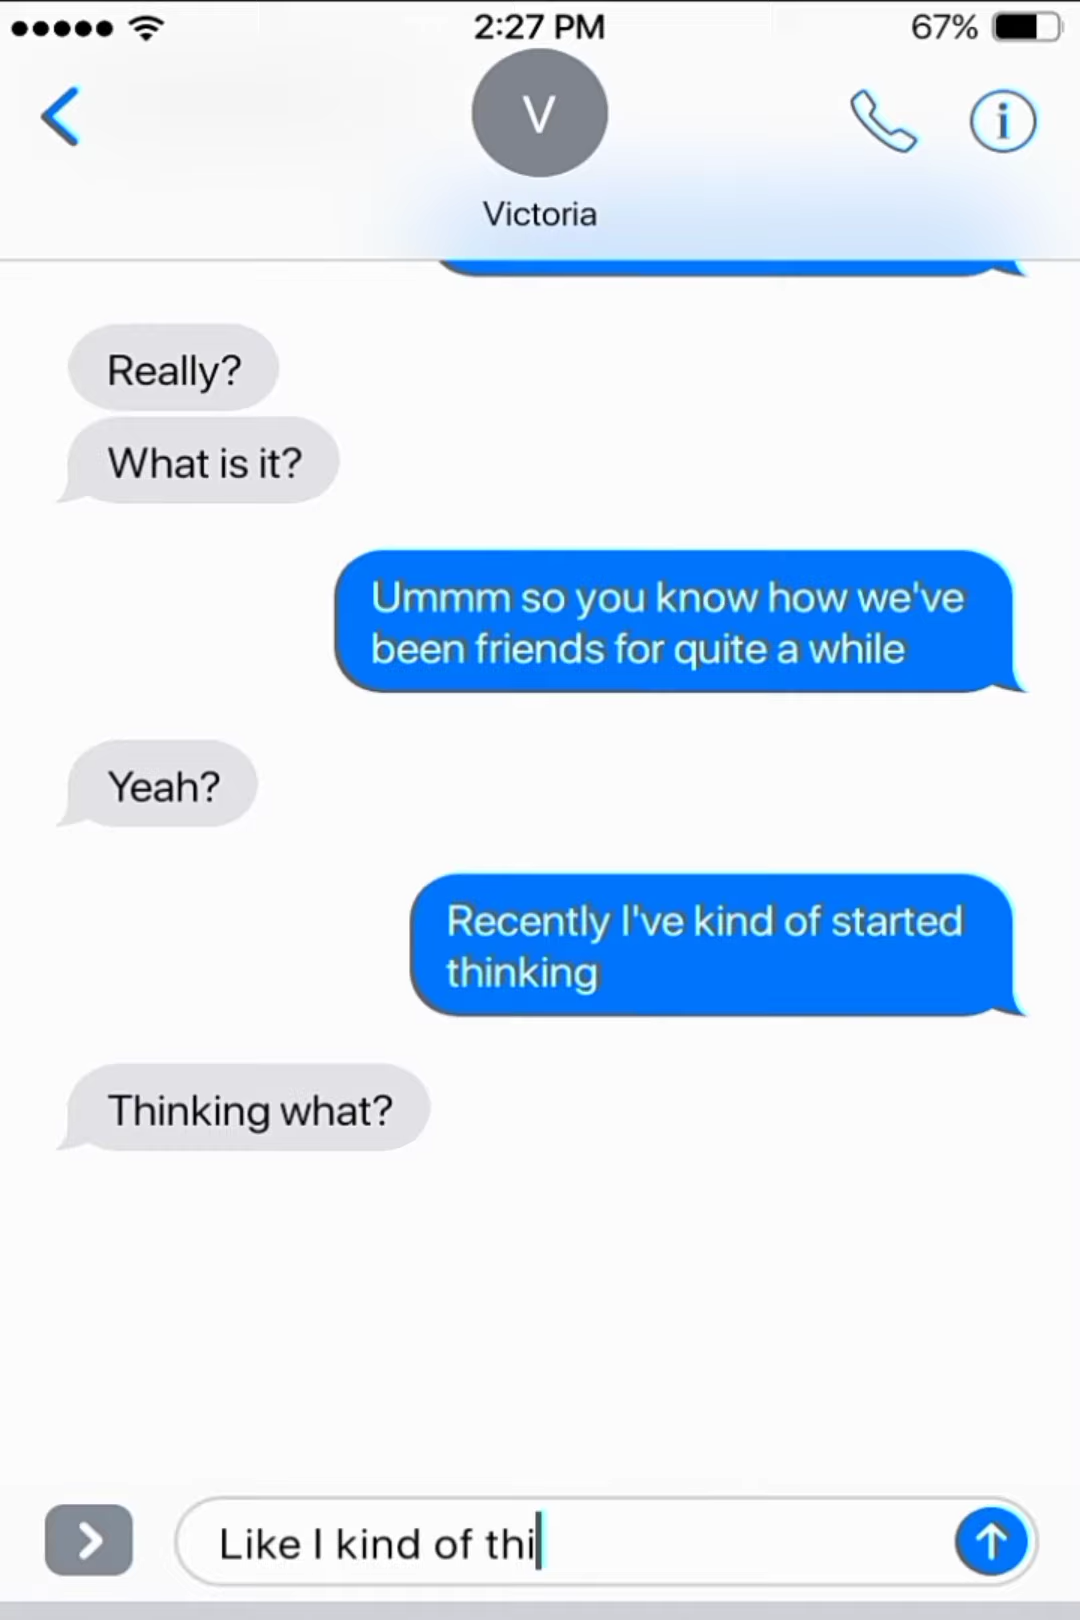 2:27 PM
67%
V
Victoria
Really?
What is it?
Ummm so you know how we've
been friends for quite a while
Yeah?
Recently I've kind of started
thinking
Thinking what?
Like I kind of thi